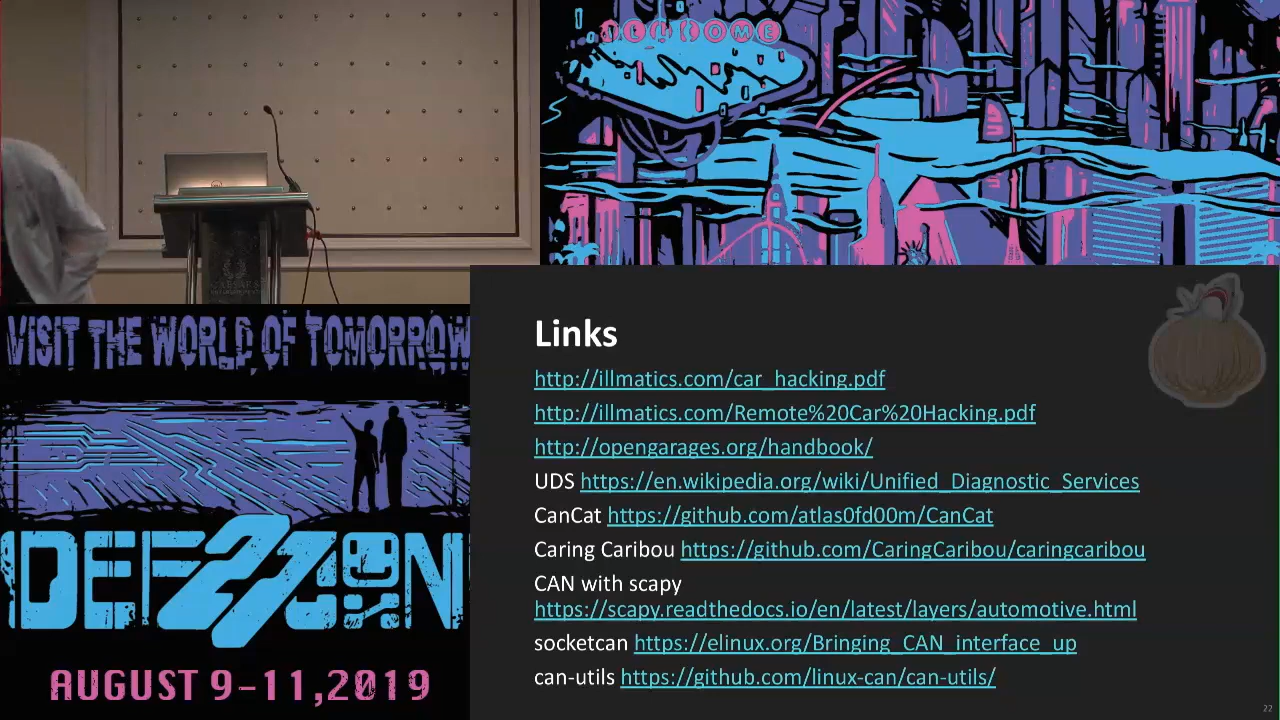 WELCOME
CAESARS
VISIT THE WORLD OF TOMORROW
DEF 27 CON
AUGUST 9-11,2019
Links
http://illmatics.com/car_hacking.pdf
http://illmatics.com/Remote%20Car%20Hacking.pdf
http://opengarages.org/handbook/
UDS https://en.wikipedia.org/wiki/Unified_Diagnostic_Services
CanCat https://github.com/atlas0fd00m/CanCat
Caring Caribou https://github.com/CaringCaribou/caringcaribou
CAN with scapy
https://scapy.readthedocs.io/en/latest/layers/automotive.html
socketcan https://elinux.org/Bringing_CAN_interface_up
can-utils https://github.com/linux-can/can-utils/
22